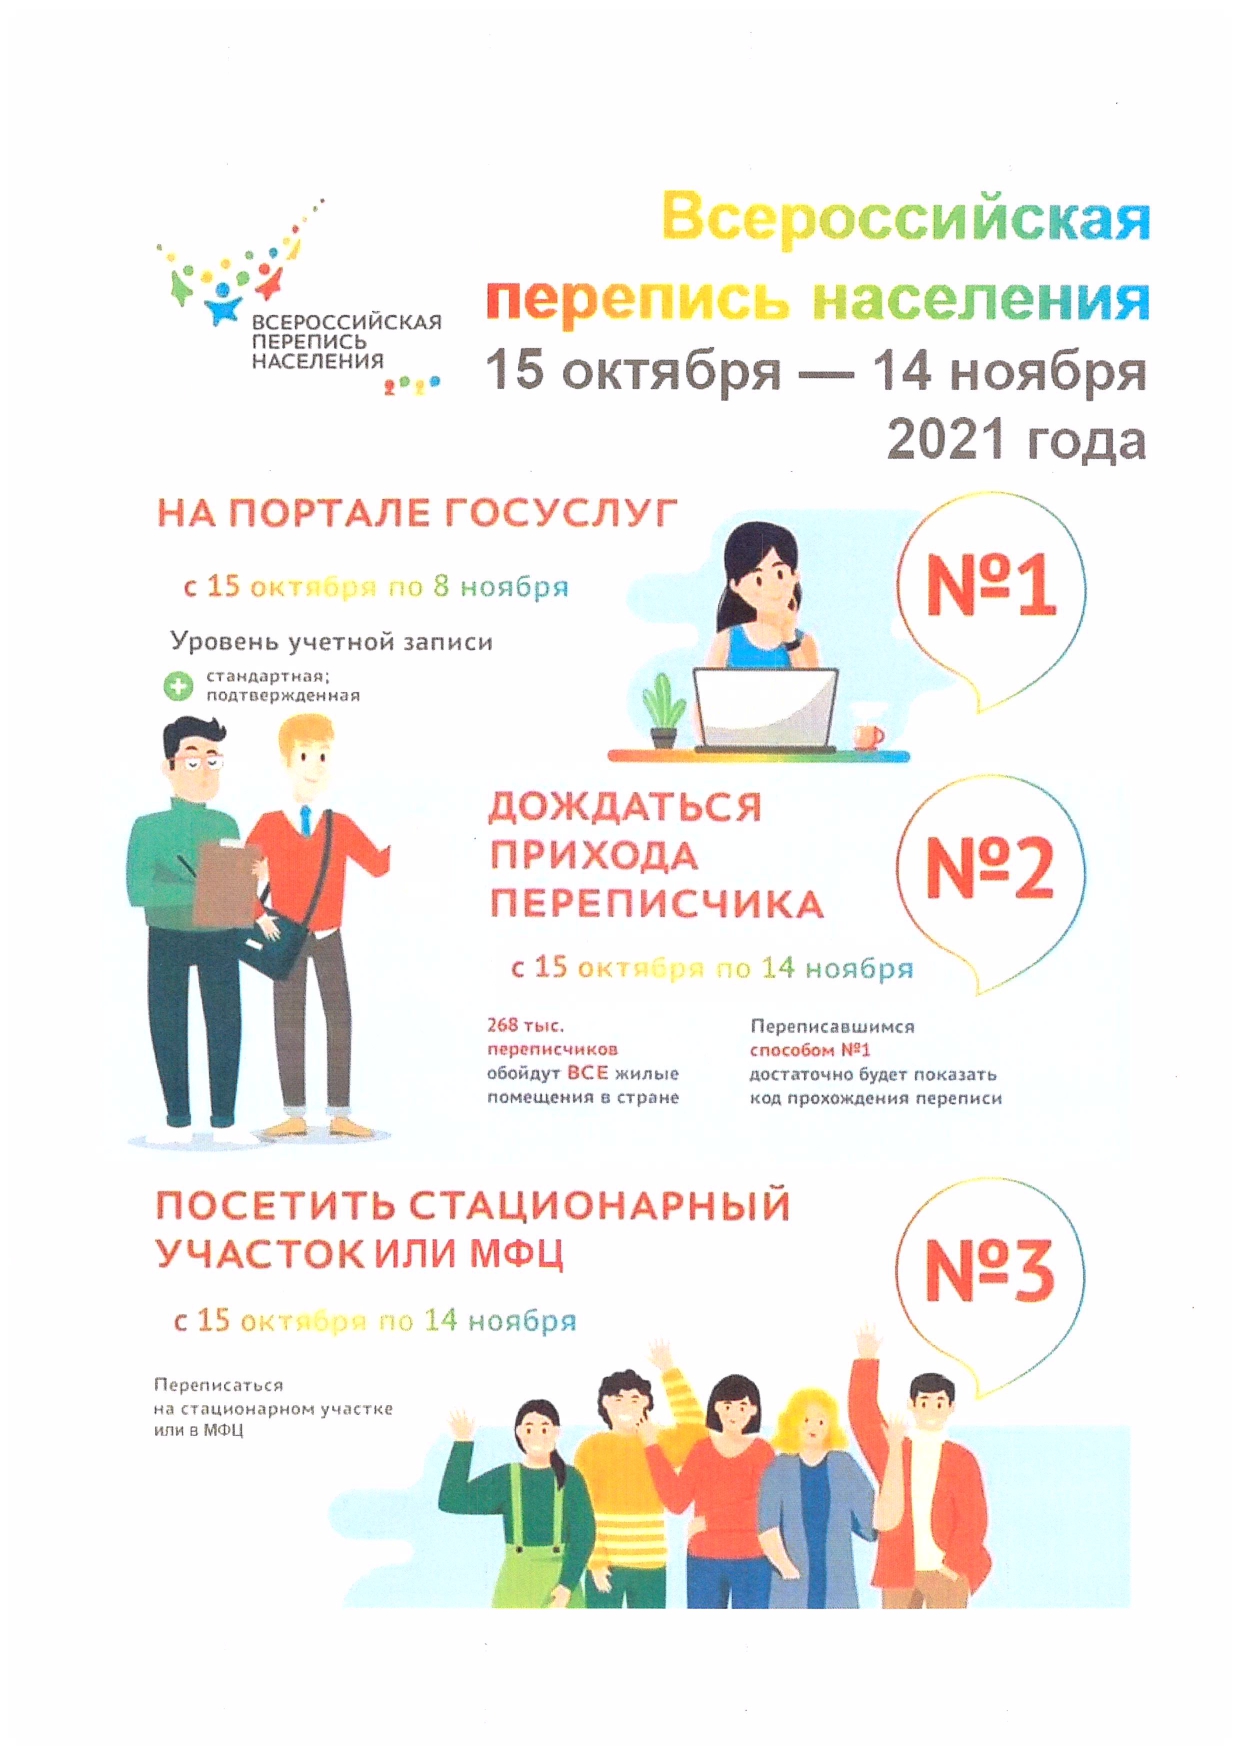 ВСЕРОССИЙСКАЯ
ПЕРЕПИСЬ
НАСЕЛЕНИЯ
2020
Всероссийская
перепись населения
15 октября — 14 ноября
2021 года
НА ПОРТАЛЕ ГОСУСЛУГ
№1
с 15 октября по 8 ноября
Уровень учетной записи
стандартная;
подтвержденная
ДОЖДАТЬСЯ
ПРИХОДА
ПЕРЕПИСЧИКА
№2
с 15 октября по 14 ноября
268 тыс.
переписчиков
обойдут ВСЕ жилые
помещения в стране
Переписавшимся
способом №1
достаточно будет показать
код прохождения переписи
ПОСЕТИТЬ СТАЦИОНАРНЫЙ
УЧАСТОК ИЛИ МФЦ
№3
с 15 октября по 14 ноября
Переписаться
на стационарном участке
или в МФЦ